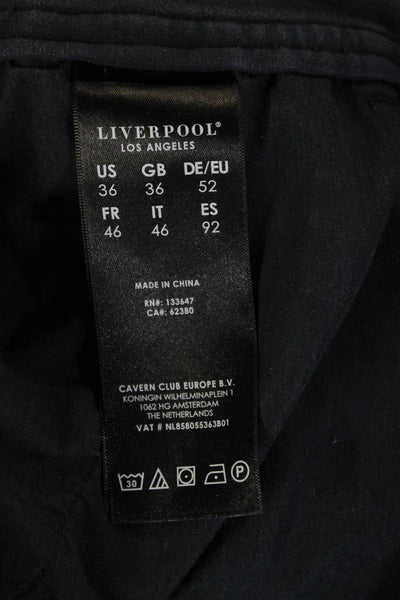 LIVERPOOL®
LOS ANGELES
US GB DE/EU
36 36 52
FR IT ES
46 46 92
MADE IN CHINA
RN#: 133647
CA#: 62380
CAVERN CLUB EUROPE B.V.
KONINGIN WILHELMINAPLEIN 1
1062 HG AMSTERDAM
THE NETHERLANDS
VAT # NL858055363B01
30 P